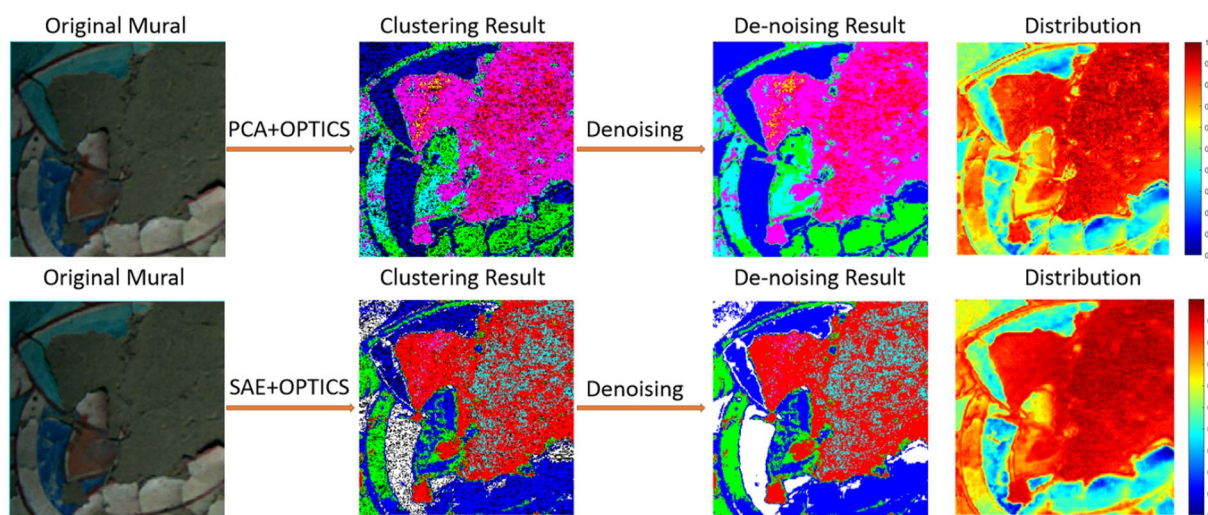 Original Mural Clustering Result De-noising Result Distribution
PCA+OPTICS Denoising
Original Mural Clustering Result De-noising Result Distribution
SAE+OPTICS Denoising